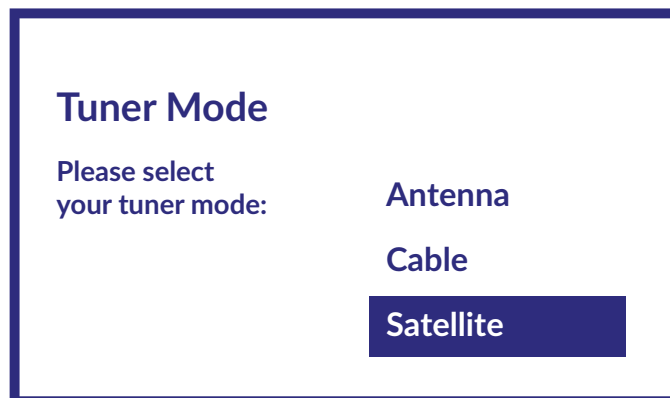 Tuner Mode
Please select
your tuner mode:
Antenna
Cable
Satellite